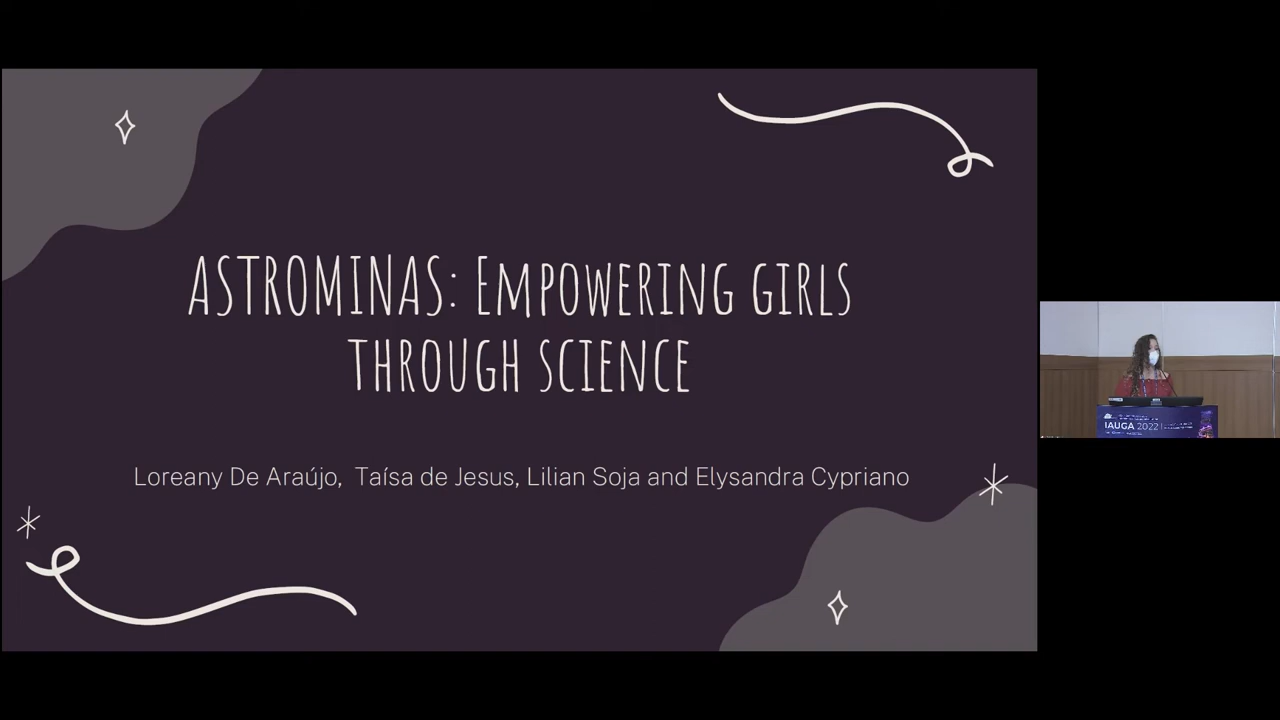 ASTROMINAS: EMPOWERING GIRLS
THROUGH SCIENCE
Loreany De Araújo, Taísa de Jesus, Lilian Soja and Elysandra Cypriano
IAUGA 2022